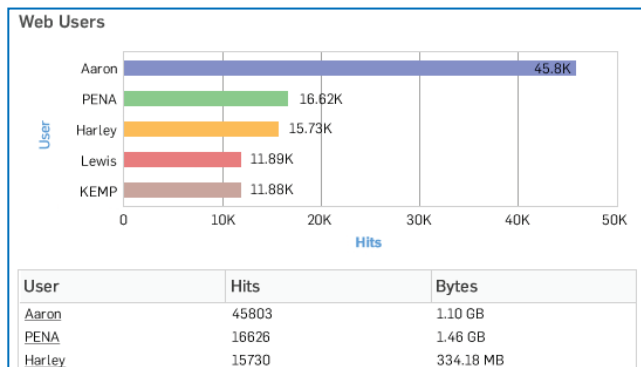 Web Users
Aaron 45.8K
PENA 16.62K
Harley 15.73K
Lewis 11.89K
KEMP 11.88K
User
0 10K 20K 30K 40K 50K
Hits
User Hits Bytes
Aaron 45803 1.10 GB
PENA 16626 1.46 GB
Harley 15730 334.18 MB